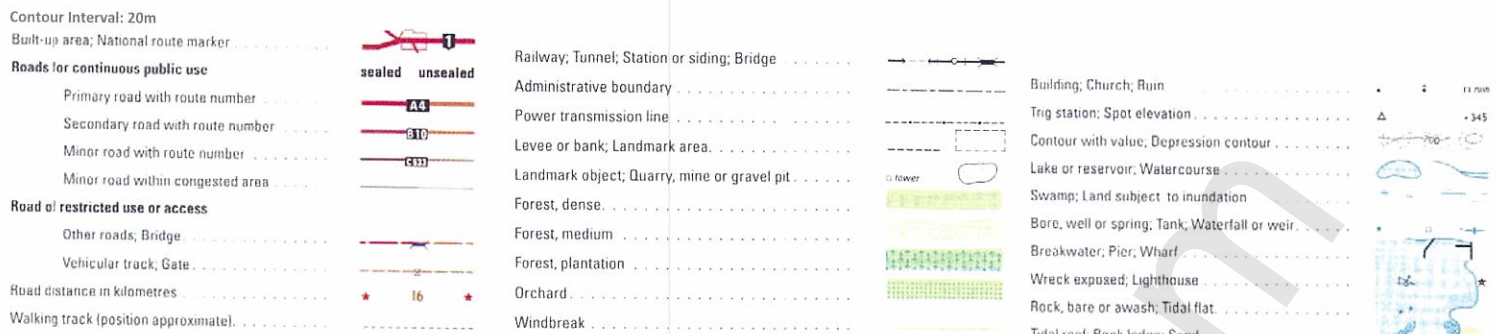 Contour Interval: 20m
Built-up area; National route marker
1
Roads for continuous public use
sealed unsealed
Primary road with route number
A4
Secondary road with route number
B10
Minor road with route number
C533
Minor road within congested area
Road of restricted use or access
Other roads; Bridge
Vehicular track; Gate
Road distance in kilometres
16
Walking track (position approximate)
Railway; Tunnel; Station or siding; Bridge
Administrative boundary
Power transmission line
Levee or bank; Landmark area
Landmark object; Quarry, mine or gravel pit
tower
Forest, dense
Forest, medium
Forest, plantation
Orchard
Windbreak
Building; Church; Ruin
Trig station; Spot elevation
345
Contour with value; Depression contour
700
Lake or reservoir; Watercourse
Swamp; Land subject to inundation
Bore, well or spring; Tank; Waterfall or weir
Breakwater; Pier; Wharf
Wreck exposed; Lighthouse
Rock, bare or awash; Tidal flat